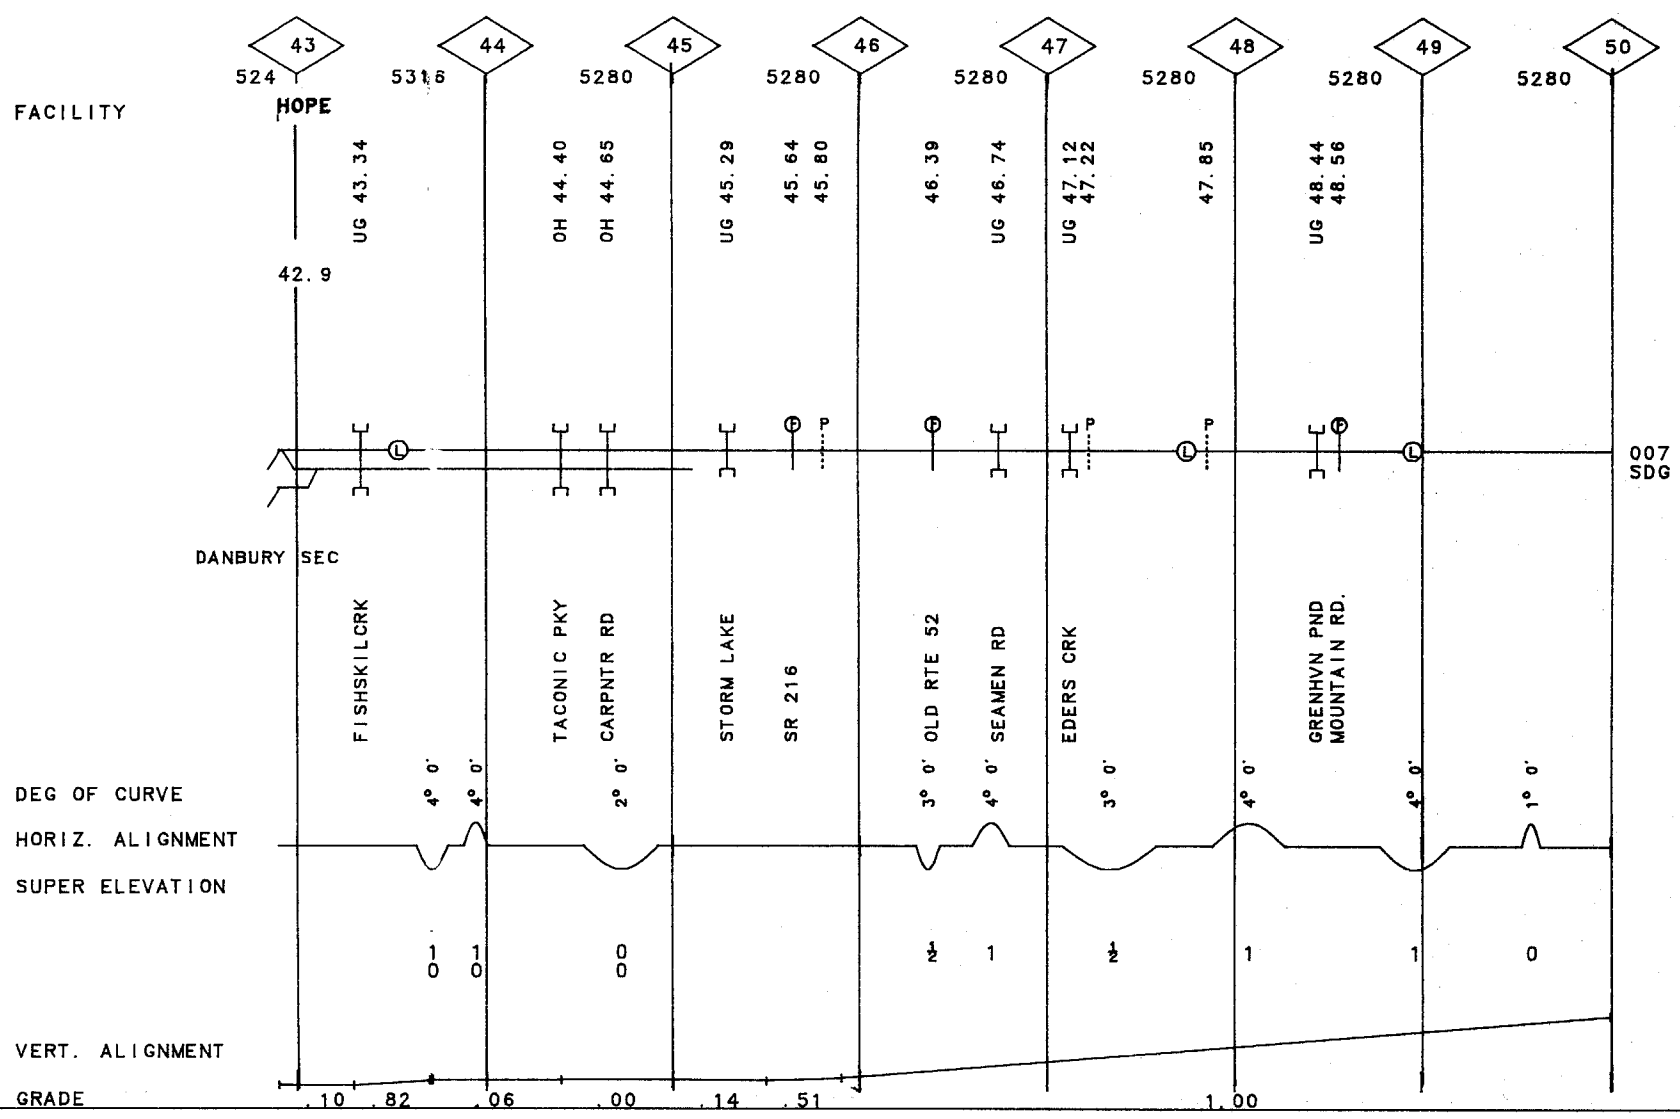 43 44 45 46 47 48 49 50
524 5316 5280 5280 5280 5280 5280 5280
FACILITY
HOPE
UG 43.34
OH 44.40
OH 44.65
UG 45.29
45.64
45.80
46.39
UG 46.74
UG 47.12
47.22
47.85
UG 48.44
48.56
42.9
L F P F P L P F L
007
SDG
DANBURY SEC
FISHSKILCRK
TACONIC PKY
CARPNTR RD
STORM LAKE
SR 216
OLD RTE 52
SEAMEN RD
EDERS CRK
GRENHVN PND
MOUNTAIN RD.
DEG OF CURVE
4° 0' 4° 0' 2° 0' 3° 0' 4° 0' 3° 0' 4° 0' 4° 0' 1° 0'
HORIZ. ALIGNMENT
SUPER ELEVATION
1 1 0 ½ 1 ½ 1 1 0
0 0 0
VERT. ALIGNMENT
GRADE .10 .82 .06 .00 .14 .51 1.00